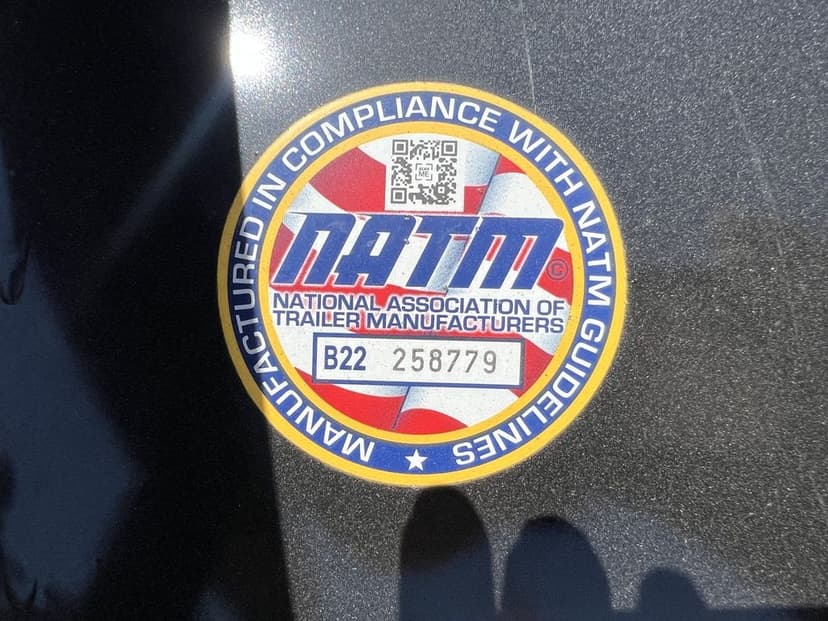 MANUFACTURED IN COMPLIANCE WITH NATM GUIDELINES
NATM ©
NATIONAL ASSOCIATION OF
TRAILER MANUFACTURERS
B22 258779